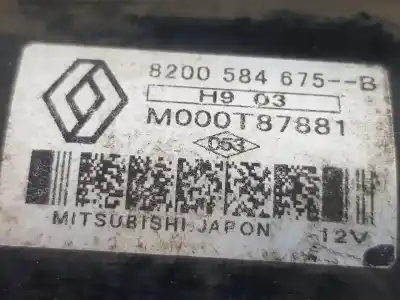 8200 584 675--B
H9 03
M000T87881
053
MITSUBISHI-JAPON 12V